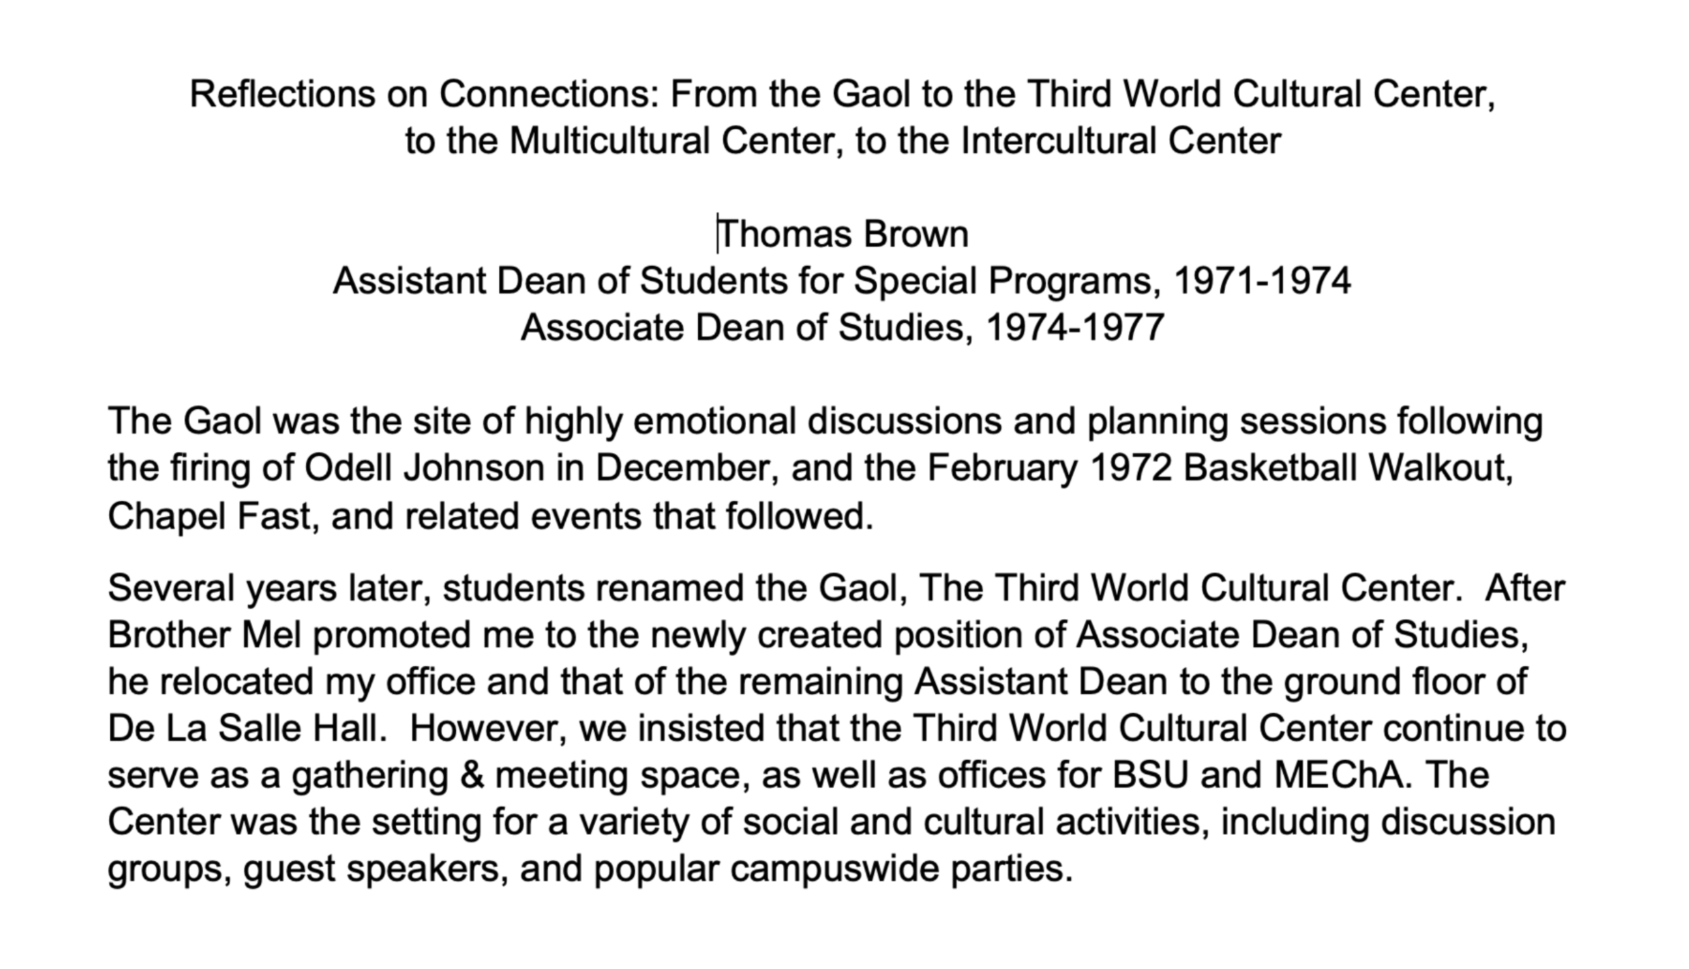 Reflections on Connections: From the Gaol to the Third World Cultural Center,
to the Multicultural Center, to the Intercultural Center
Thomas Brown
Assistant Dean of Students for Special Programs, 1971-1974
Associate Dean of Studies, 1974-1977
The Gaol was the site of highly emotional discussions and planning sessions following
the firing of Odell Johnson in December, and the February 1972 Basketball Walkout,
Chapel Fast, and related events that followed.
Several years later, students renamed the Gaol, The Third World Cultural Center.  After
Brother Mel promoted me to the newly created position of Associate Dean of Studies,
he relocated my office and that of the remaining Assistant Dean to the ground floor of
De La Salle Hall.  However, we insisted that the Third World Cultural Center continue to
serve as a gathering & meeting space, as well as offices for BSU and MEChA. The
Center was the setting for a variety of social and cultural activities, including discussion
groups, guest speakers, and popular campuswide parties.